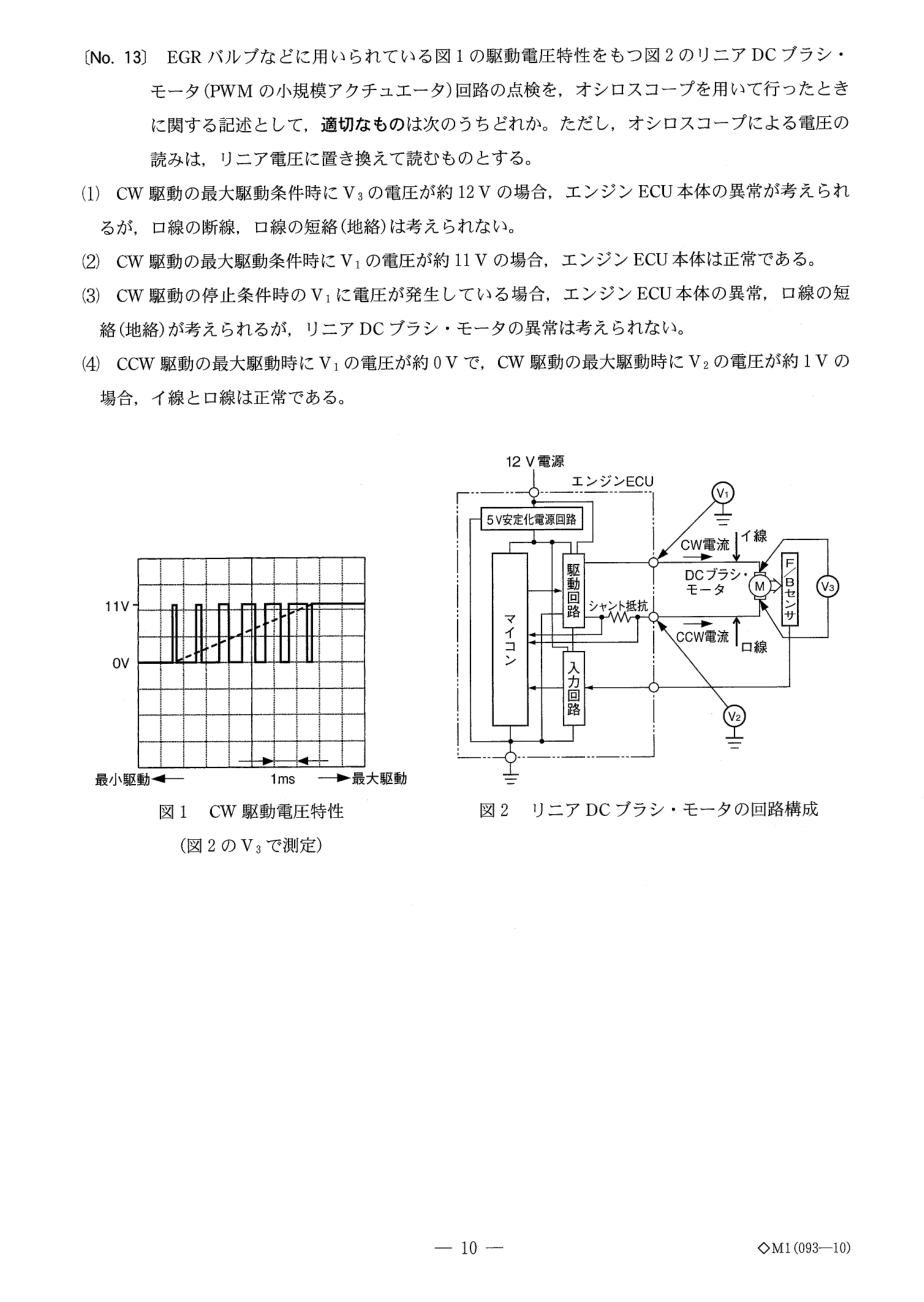 〔No. 13〕 EGR バルブなどに用いられている図1の駆動電圧特性をもつ図2のリニア DC ブラシ・
モータ(PWM の小規模アクチュエータ)回路の点検を，オシロスコープを用いて行ったとき
に関する記述として，適切なものは次のうちどれか。ただし，オシロスコープによる電圧の
読みは，リニア電圧に置き換えて読むものとする。
⑴ CW 駆動の最大駆動条件時に V₃ の電圧が約 12 V の場合，エンジン ECU 本体の異常が考えられ
るが，ロ線の断線，ロ線の短絡(地絡)は考えられない。
⑵ CW 駆動の最大駆動条件時に V₁ の電圧が約 11 V の場合，エンジン ECU 本体は正常である。
⑶ CW 駆動の停止条件時の V₁ に電圧が発生している場合，エンジン ECU 本体の異常，ロ線の短
絡(地絡)が考えられるが，リニア DC ブラシ・モータの異常は考えられない。
⑷ CCW 駆動の最大駆動時に V₁ の電圧が約 0 V で，CW 駆動の最大駆動時に V₂ の電圧が約 1 V の
場合，イ線とロ線は正常である。
12 V電源
エンジンECU
5V安定化電源回路
マイコン
駆動回路
入力回路
シャント抵抗
CW電流
イ線
DCブラシ・
モータ
M
F/Bセンサ
CCW電流
ロ線
V₁
V₃
V₂
11V
0V
1ms
最小駆動
最大駆動
図1 CW 駆動電圧特性
(図2の V₃ で測定)
図2 リニア DC ブラシ・モータの回路構成
— 10 —
◇M1(093—10)